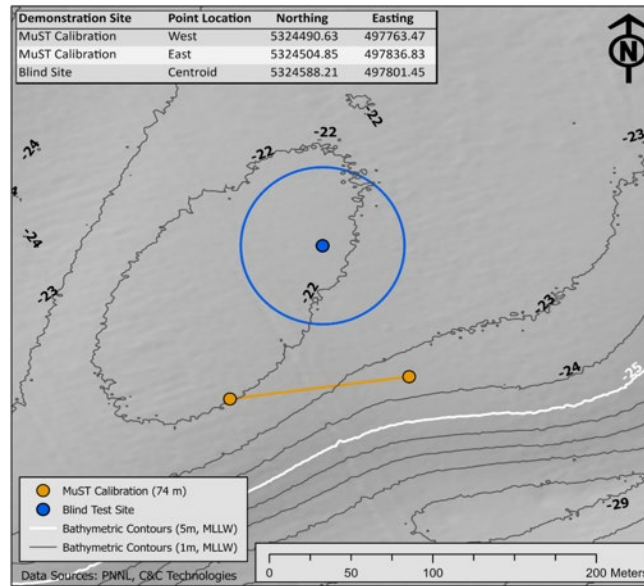 Demonstration Site Point Location Northing Easting
MuST Calibration West 5324490.63 497763.47
MuST Calibration East 5324504.85 497836.83
Blind Site Centroid 5324588.21 497801.45
N
-22
-24
-22
-22
-23
-24
-23
-22
-23
-24
-25
-29
MuST Calibration (74 m)
Blind Test Site
Bathymetric Contours (5m, MLLW)
Bathymetric Contours (1m, MLLW)
Data Sources: PNNL, C&C Technologies
0 50 100 200 Meters